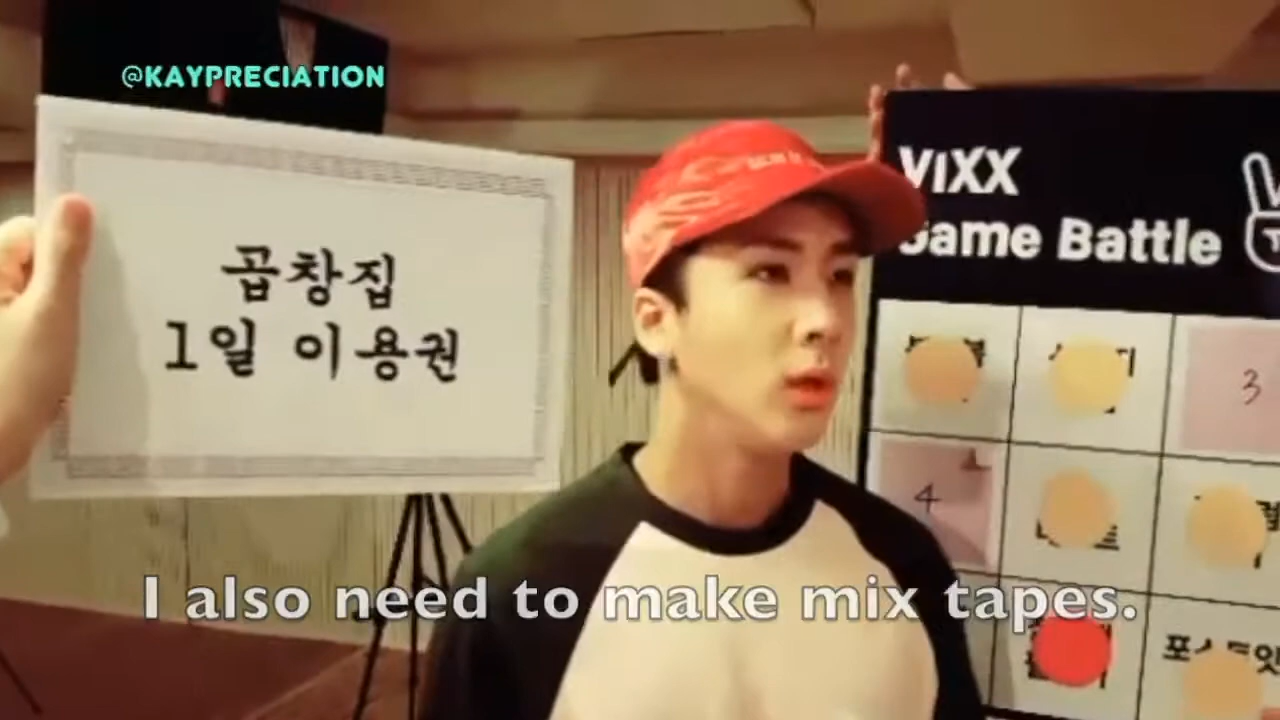 @KAYPRECIATION
곱창집
1일 이용권
VIXX
Game Battle
3
4
I also need to make mix tapes.